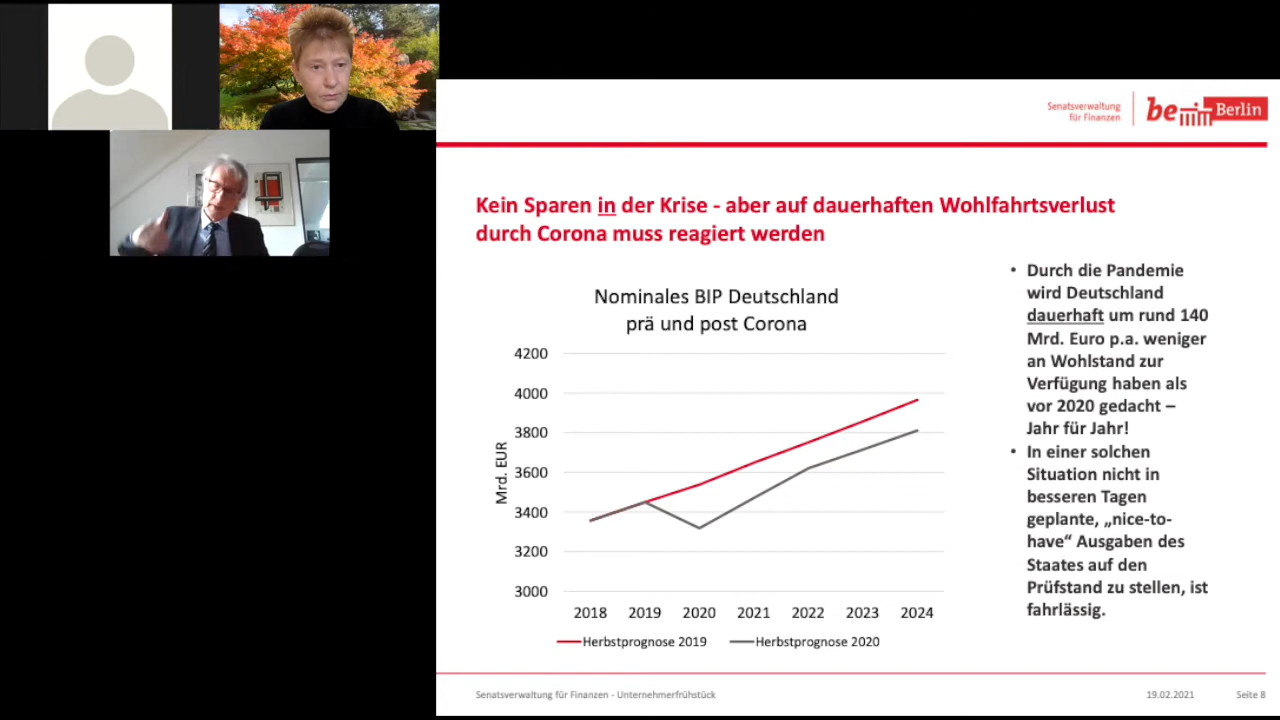 Senatsverwaltung
für Finanzen
be Berlin
Kein Sparen in der Krise - aber auf dauerhaften Wohlfahrtsverlust
durch Corona muss reagiert werden
Nominales BIP Deutschland
prä und post Corona
Mrd. EUR
4200
4000
3800
3600
3400
3200
3000
2018 2019 2020 2021 2022 2023 2024
Herbstprognose 2019 Herbstprognose 2020
• Durch die Pandemie
wird Deutschland
dauerhaft um rund 140
Mrd. Euro p.a. weniger
an Wohlstand zur
Verfügung haben als
vor 2020 gedacht –
Jahr für Jahr!
• In einer solchen
Situation nicht in
besseren Tagen
geplante, „nice-to-
have“ Ausgaben des
Staates auf den
Prüfstand zu stellen, ist
fahrlässig.
Senatsverwaltung für Finanzen - Unternehmerfrühstück 19.02.2021 Seite 8